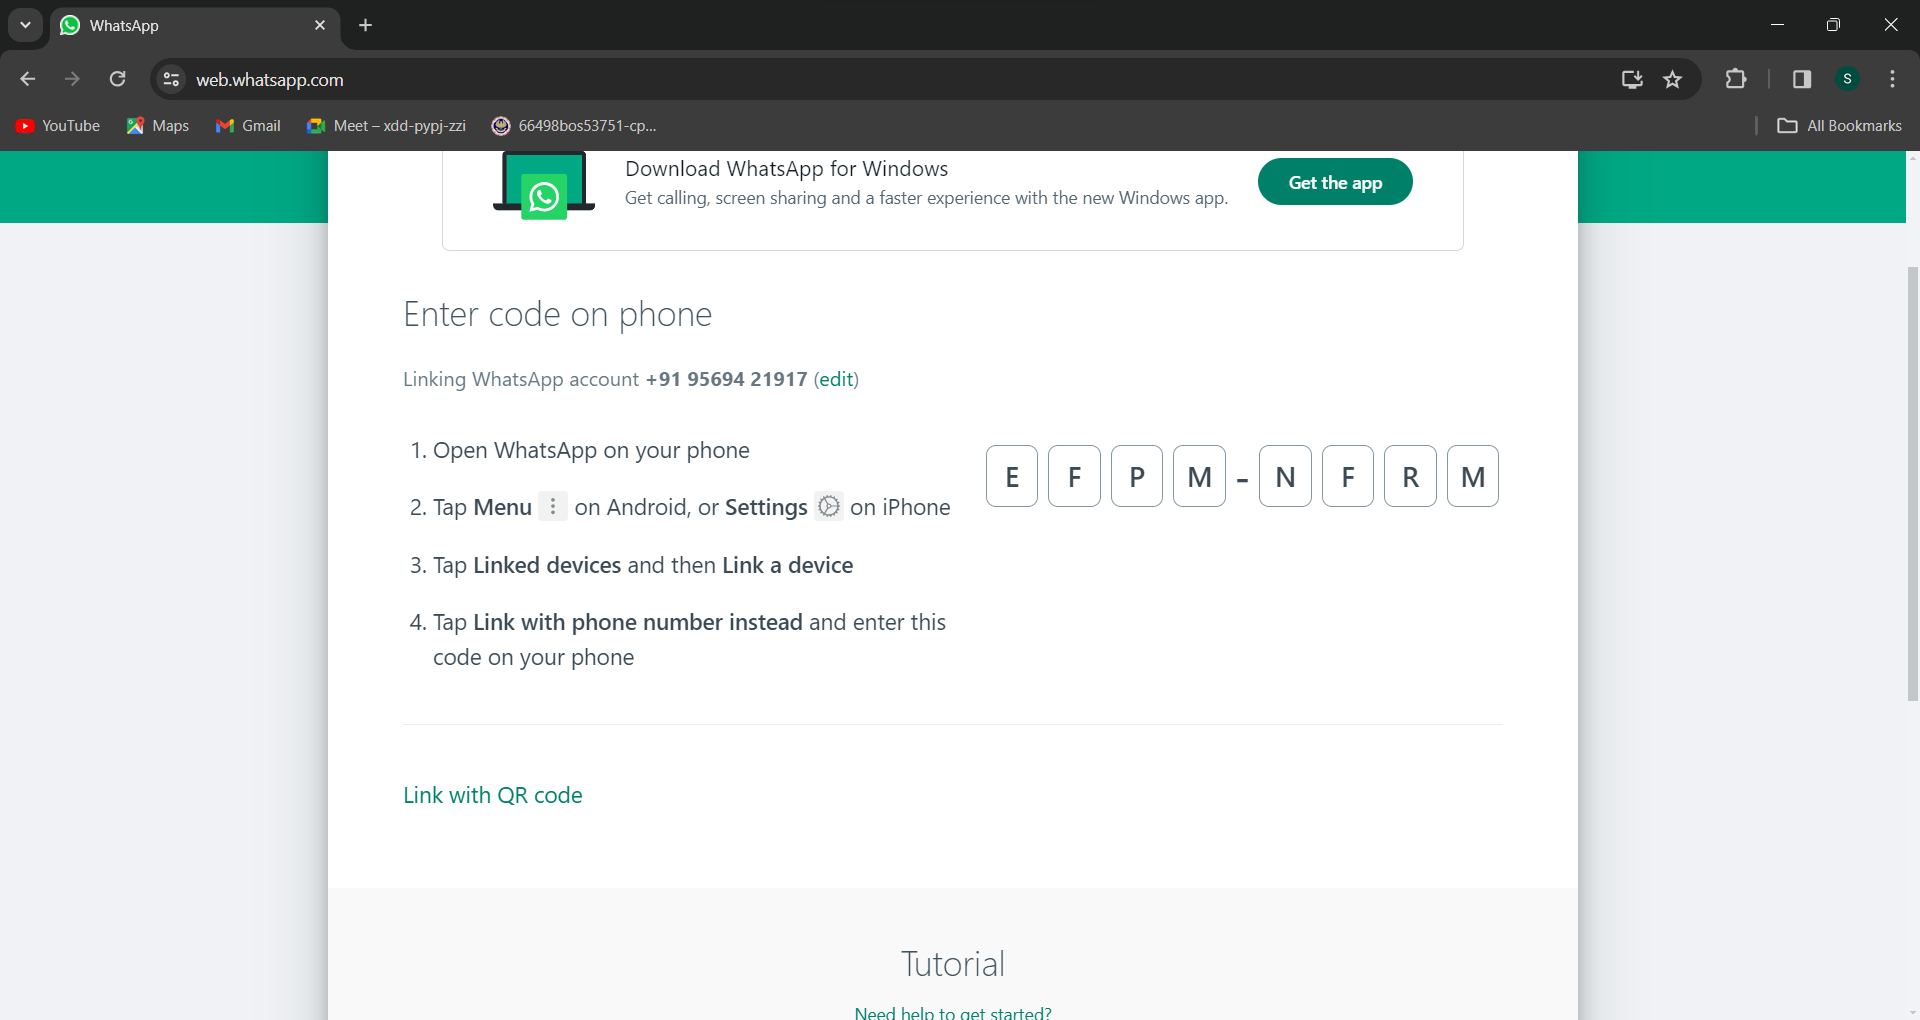 WhatsApp
web.whatsapp.com
S
YouTube
Maps
Gmail
Meet – xdd-pypj-zzi
66498bos53751-cp...
All Bookmarks
Download WhatsApp for Windows
Get calling, screen sharing and a faster experience with the new Windows app.
Get the app
Enter code on phone
Linking WhatsApp account +91 95694 21917 (edit)
1. Open WhatsApp on your phone
2. Tap Menu on Android, or Settings on iPhone
3. Tap Linked devices and then Link a device
4. Tap Link with phone number instead and enter this
code on your phone
E F P M - N F R M
Link with QR code
Tutorial
Need help to get started?